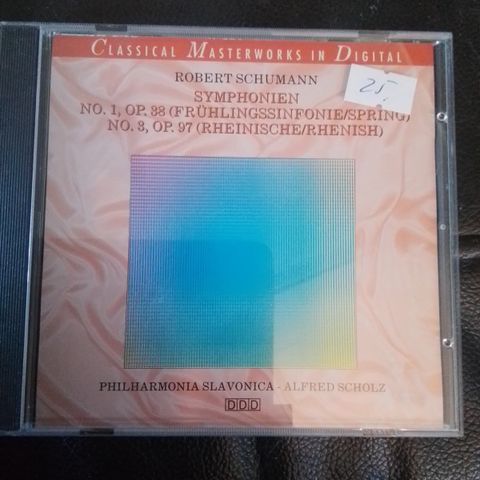 CLASSICAL MASTERWORKS IN DIGITAL
ROBERT SCHUMANN
25,
SYMPHONIEN
NO. 1, OP. 38 (FRÜHLINGSSINFONIE/SPRING)
NO. 3, OP. 97 (RHEINISCHE/RHENISH)
PHILHARMONIA SLAVONICA - ALFRED SCHOLZ
DDD